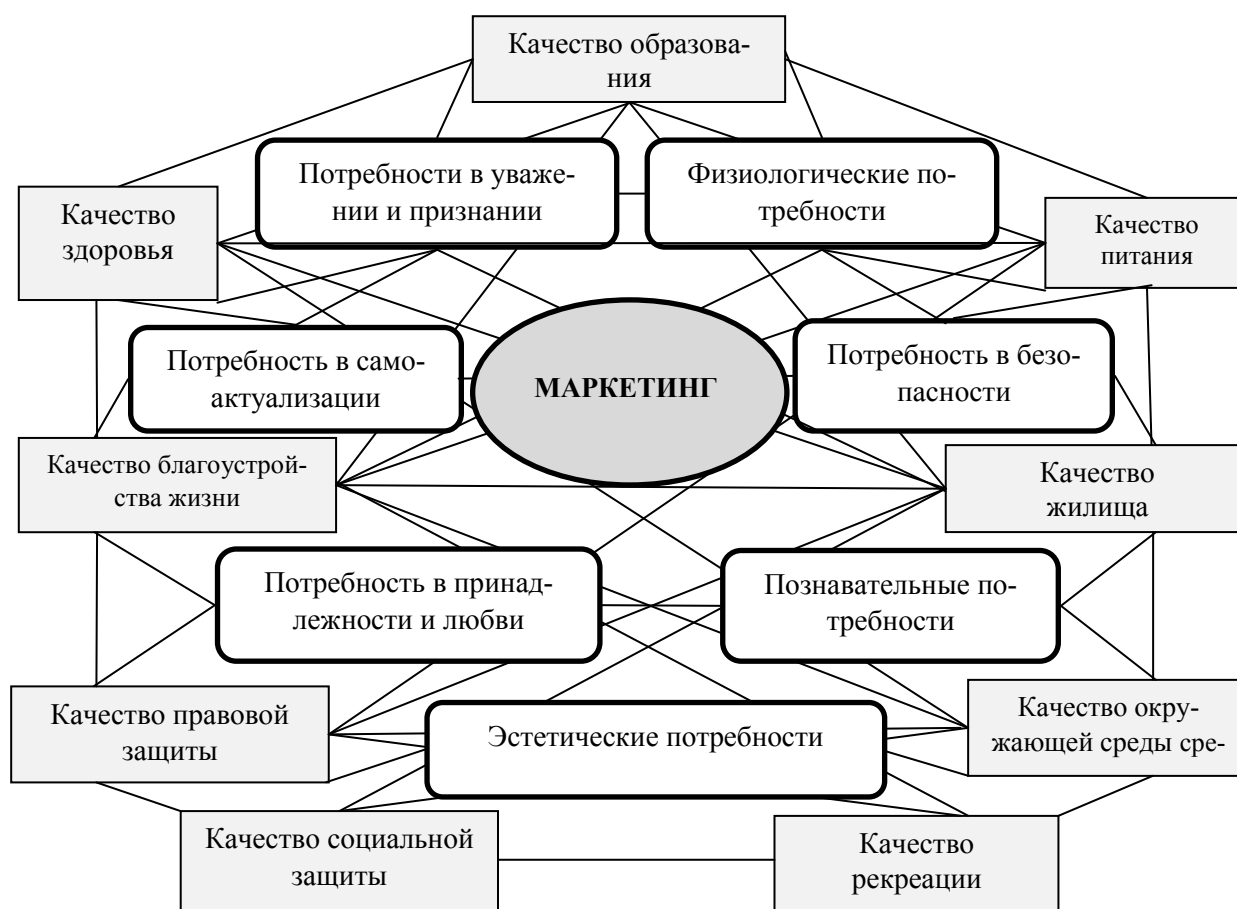 Качество образова-
ния
Потребности в уваже-
нии и признании
Физиологические по-
требности
Качество
здоровья
Качество
питания
Потребность в само-
актуализации
МАРКЕТИНГ
Потребность в безо-
пасности
Качество благоустрой-
ства жизни
Качество
жилища
Потребность в принад-
лежности и любви
Познавательные по-
требности
Качество правовой
защиты
Эстетические потребности
Качество окру-
жающей среды сре-
Качество социальной
защиты
Качество
рекреации